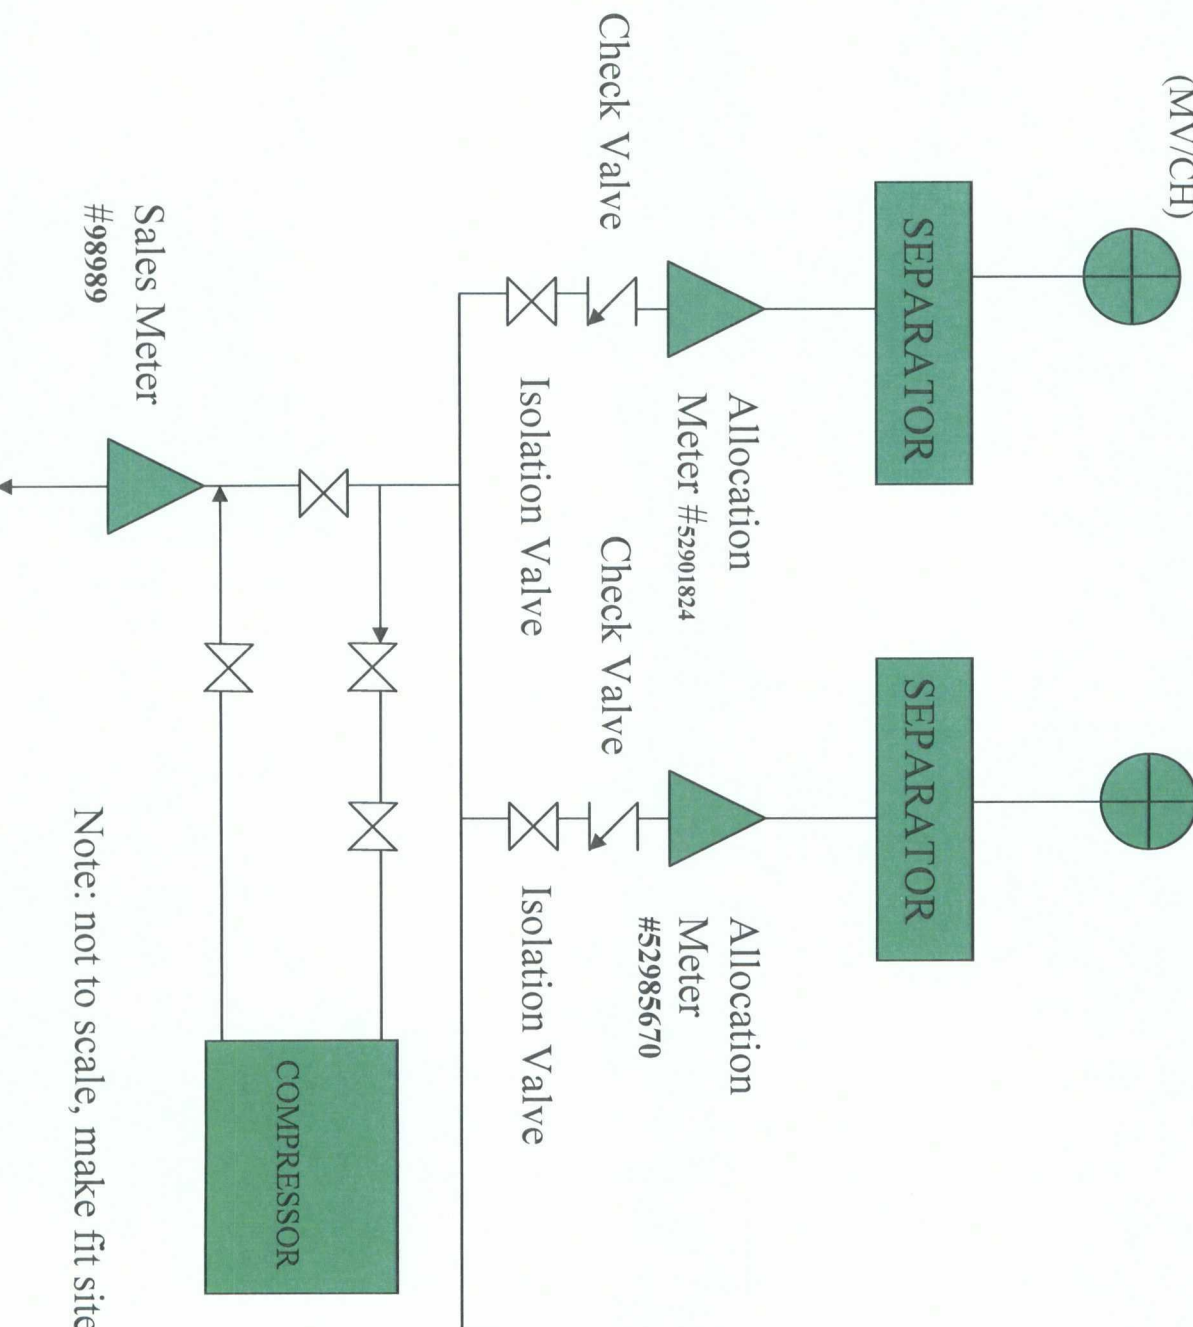 (MV/CH)
SEPARATOR
SEPARATOR
Allocation
Meter #52901824
Allocation
Meter
#52985670
Check Valve
Check Valve
Isolation Valve
Isolation Valve
COMPRESSOR
Sales Meter
#98989
Note: not to scale, make fit site